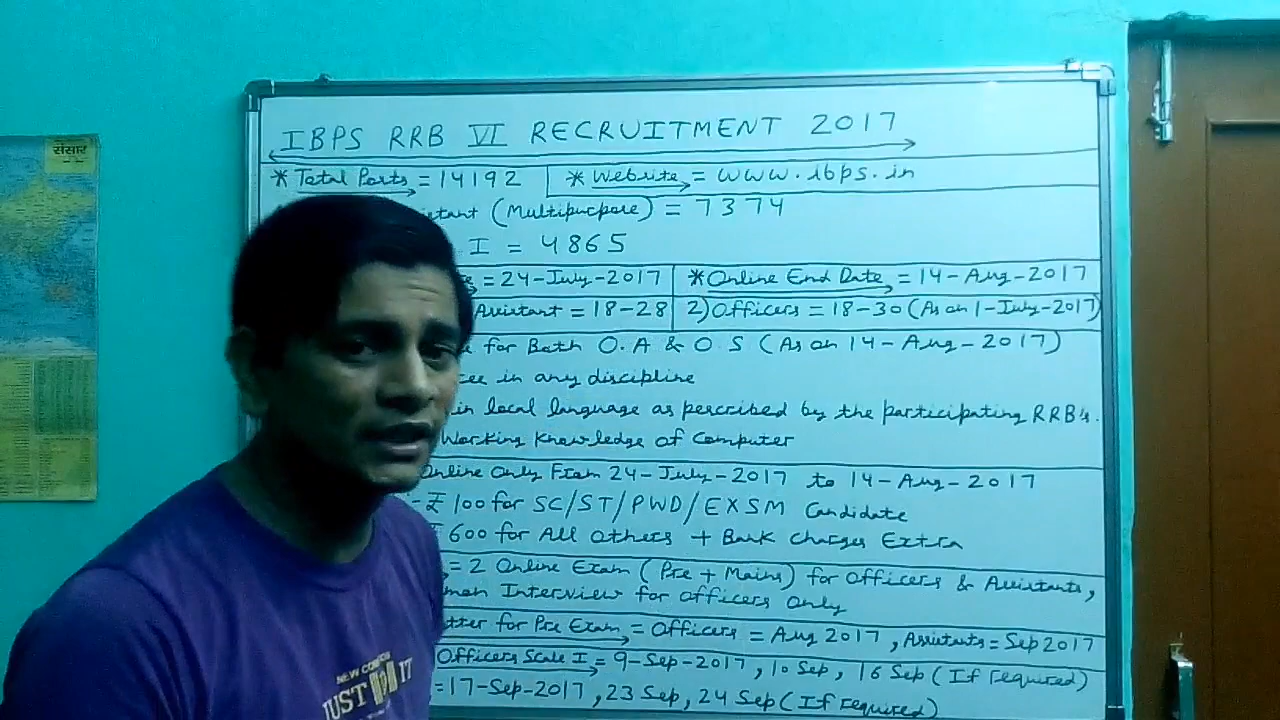 संसार
IBPS RRB VI RECRUITMENT 2017
* Total Posts = 14192 * Website = www.ibps.in
stant (Multipurpose) = 7374
I = 4865
= 24-July-2017 * Online End Date = 14-Aug-2017
Assistant = 18-28 2) Officers = 18-30 (As on 1-July-2017)
for Both O.A & O.S (As on 14-Aug-2017)
ree in any discipline
in local language as perscribed by the participating RRB's.
Working Knowledge of Computer
Online Only From 24-July-2017 to 14-Aug-2017
₹ 100 for SC/ST/PWD/EXSM Candidate
₹ 600 for All Others + Bank Charges Extra
= 2 Online Exam (Pre + Mains) for Officers & Assistants,
mon Interview for Officers Only
tter for Pre Exam = Officers = Aug 2017, Assistants = Sep 2017
Officers Scale I = 9-Sep-2017, 10 Sep, 16 Sep (If required)
= 17-Sep-2017, 23 Sep, 24 Sep (If required)
JUST IT